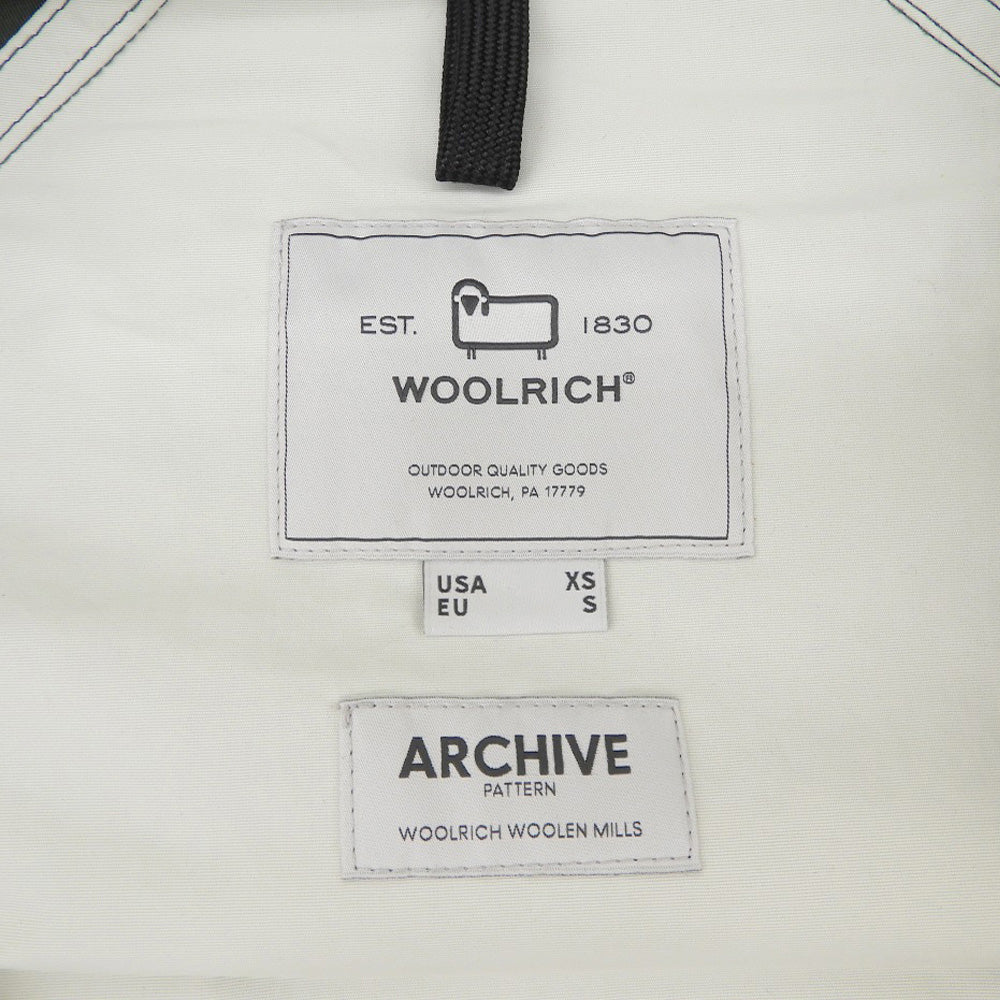 EST. 1830
WOOLRICH®
OUTDOOR QUALITY GOODS
WOOLRICH, PA 17779
USA XS
EU S
ARCHIVE
PATTERN
WOOLRICH WOOLEN MILLS